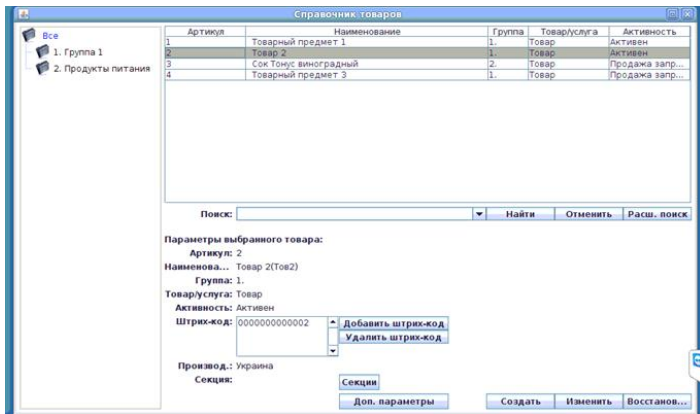 Справочник товаров
Все
1. Группа 1
2. Продукты питания
Артикул Наименование Группа Товар/услуга Активность
1 Товарный предмет 1 1. Товар Активен
2 Товар 2 1. Товар Активен
3 Сок Тонус виноградный 2. Товар Продажа запр...
4 Товарный предмет 3 1. Товар Активен
Поиск: Найти Отменить Расш. поиск
Параметры выбранного товара:
Артикул: 2
Наименова... Товар 2(Тов2)
Группа: 1.
Товар/услуга: Товар
Активность: Активен
Штрих-код: 0000000000002 Добавить штрих-код
Удалить штрих-код
Производ.: Украина
Секция: Секции
Доп. параметры Создать Изменить Восстанов...